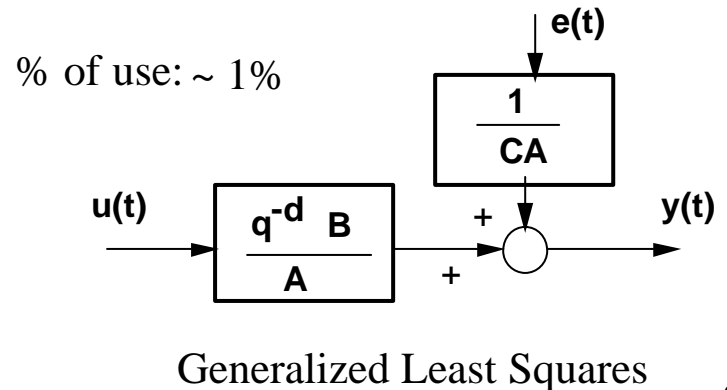 e(t)
% of use: ~ 1%
1
CA
u(t)
y(t)
q-d B
A
+
+
Generalized Least Squares